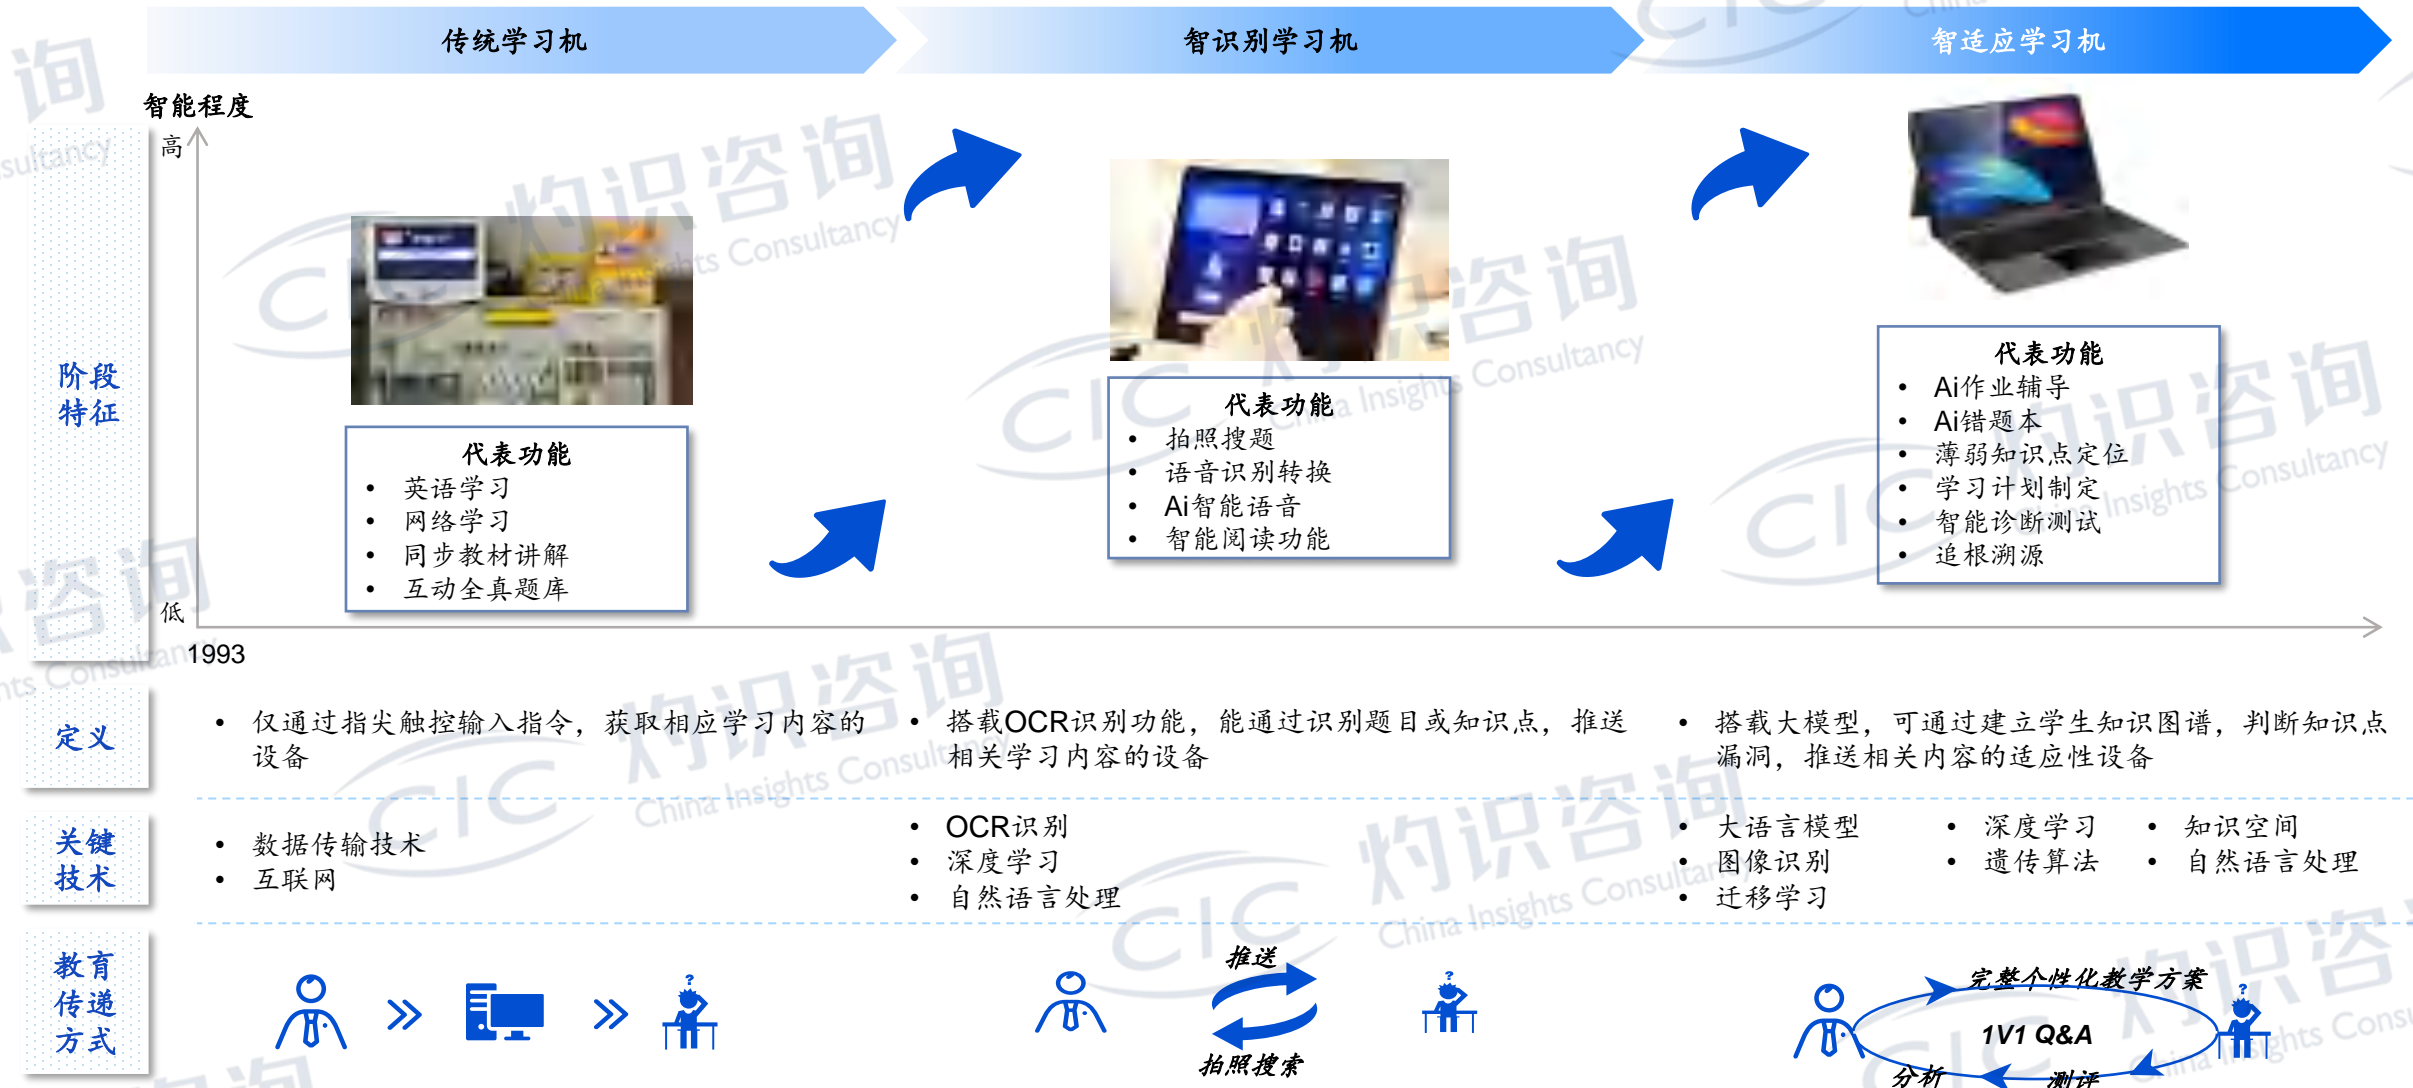 传统学习机
智识别学习机
智适应学习机
智能程度
高
低
1993
阶段
特征
代表功能
• 英语学习
• 网络学习
• 同步教材讲解
• 互动全真题库
代表功能
• 拍照搜题
• 语音识别转换
• Ai智能语音
• 智能阅读功能
代表功能
• Ai作业辅导
• Ai错题本
• 薄弱知识点定位
• 学习计划制定
• 智能诊断测试
• 追根溯源
定义
• 仅通过指尖触控输入指令，获取相应学习内容的
设备
• 搭载OCR识别功能，能通过识别题目或知识点，推送
相关学习内容的设备
• 搭载大模型，可通过建立学生知识图谱，判断知识点
漏洞，推送相关内容的适应性设备
关键
技术
• 数据传输技术
• 互联网
• OCR识别
• 深度学习
• 自然语言处理
• 大语言模型
• 图像识别
• 迁移学习
• 深度学习
• 遗传算法
• 知识空间
• 自然语言处理
教育
传递
方式
推送
拍照搜索
完整个性化教学方案
1V1 Q&A
分析
测评
CIC 灼识咨询
China Insights Consultancy